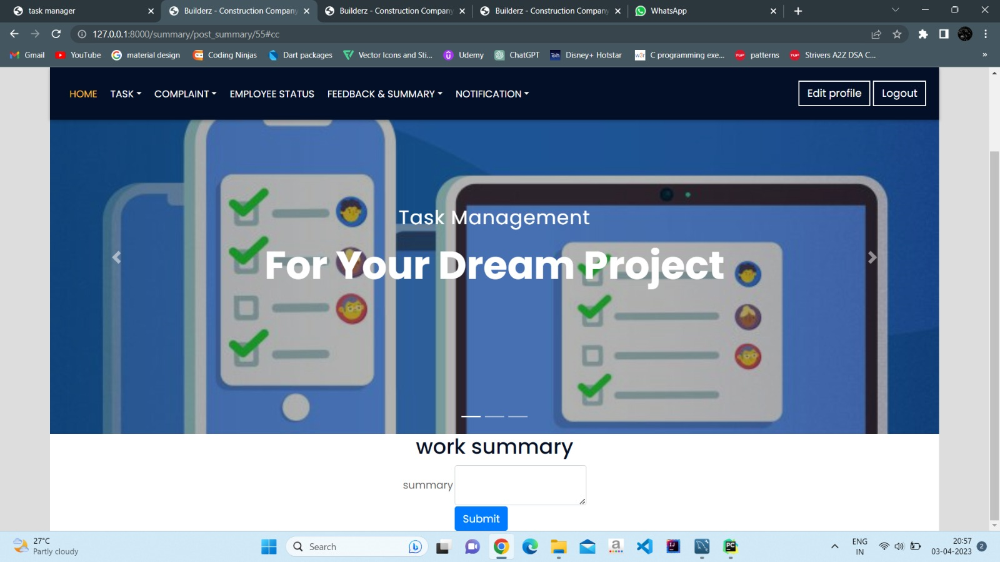 task manager
Builderz - Construction Company
Builderz - Construction Company
Builderz - Construction Company
WhatsApp
127.0.0.1:8000/summary/post_summary/55#cc
Gmail
YouTube
material design
Coding Ninjas
Dart packages
Vector Icons and Sti...
Udemy
ChatGPT
Disney+ Hotstar
C programming exe...
patterns
Strivers A2Z DSA C...
»
HOME
TASK
COMPLAINT
EMPLOYEE STATUS
FEEDBACK & SUMMARY
NOTIFICATION
Edit profile
Logout
Task Management
For Your Dream Project
work summary
summary
Submit
27°C
Partly cloudy
Search
ENG
IN
20:57
03-04-2023
2